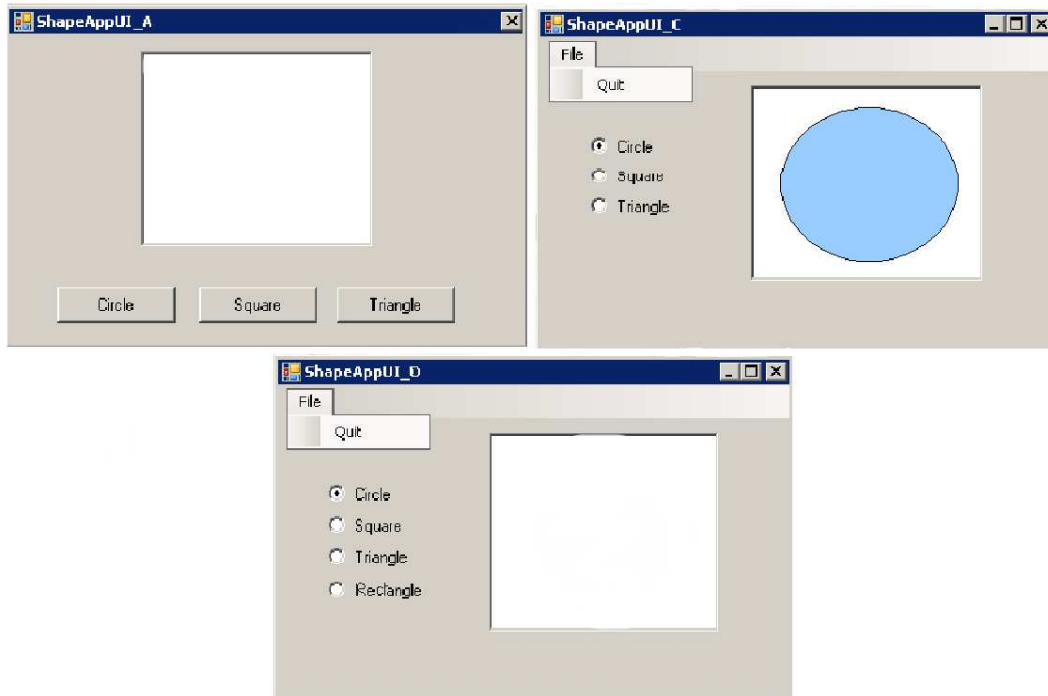 ShapeAppUI_A
Circle
Square
Triangle
ShapeAppUI_C
File
Quit
Circle
Square
Triangle
ShapeAppUI_D
File
Quit
Circle
Square
Triangle
Rectangle